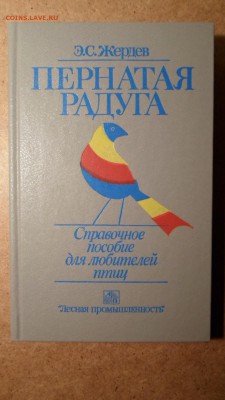 COINS.LAVE.RU
Э.С. Жердев
ПЕРНАТАЯ
РАДУГА
Справочное
пособие
для любителей
птиц
"Лесная промышленность"